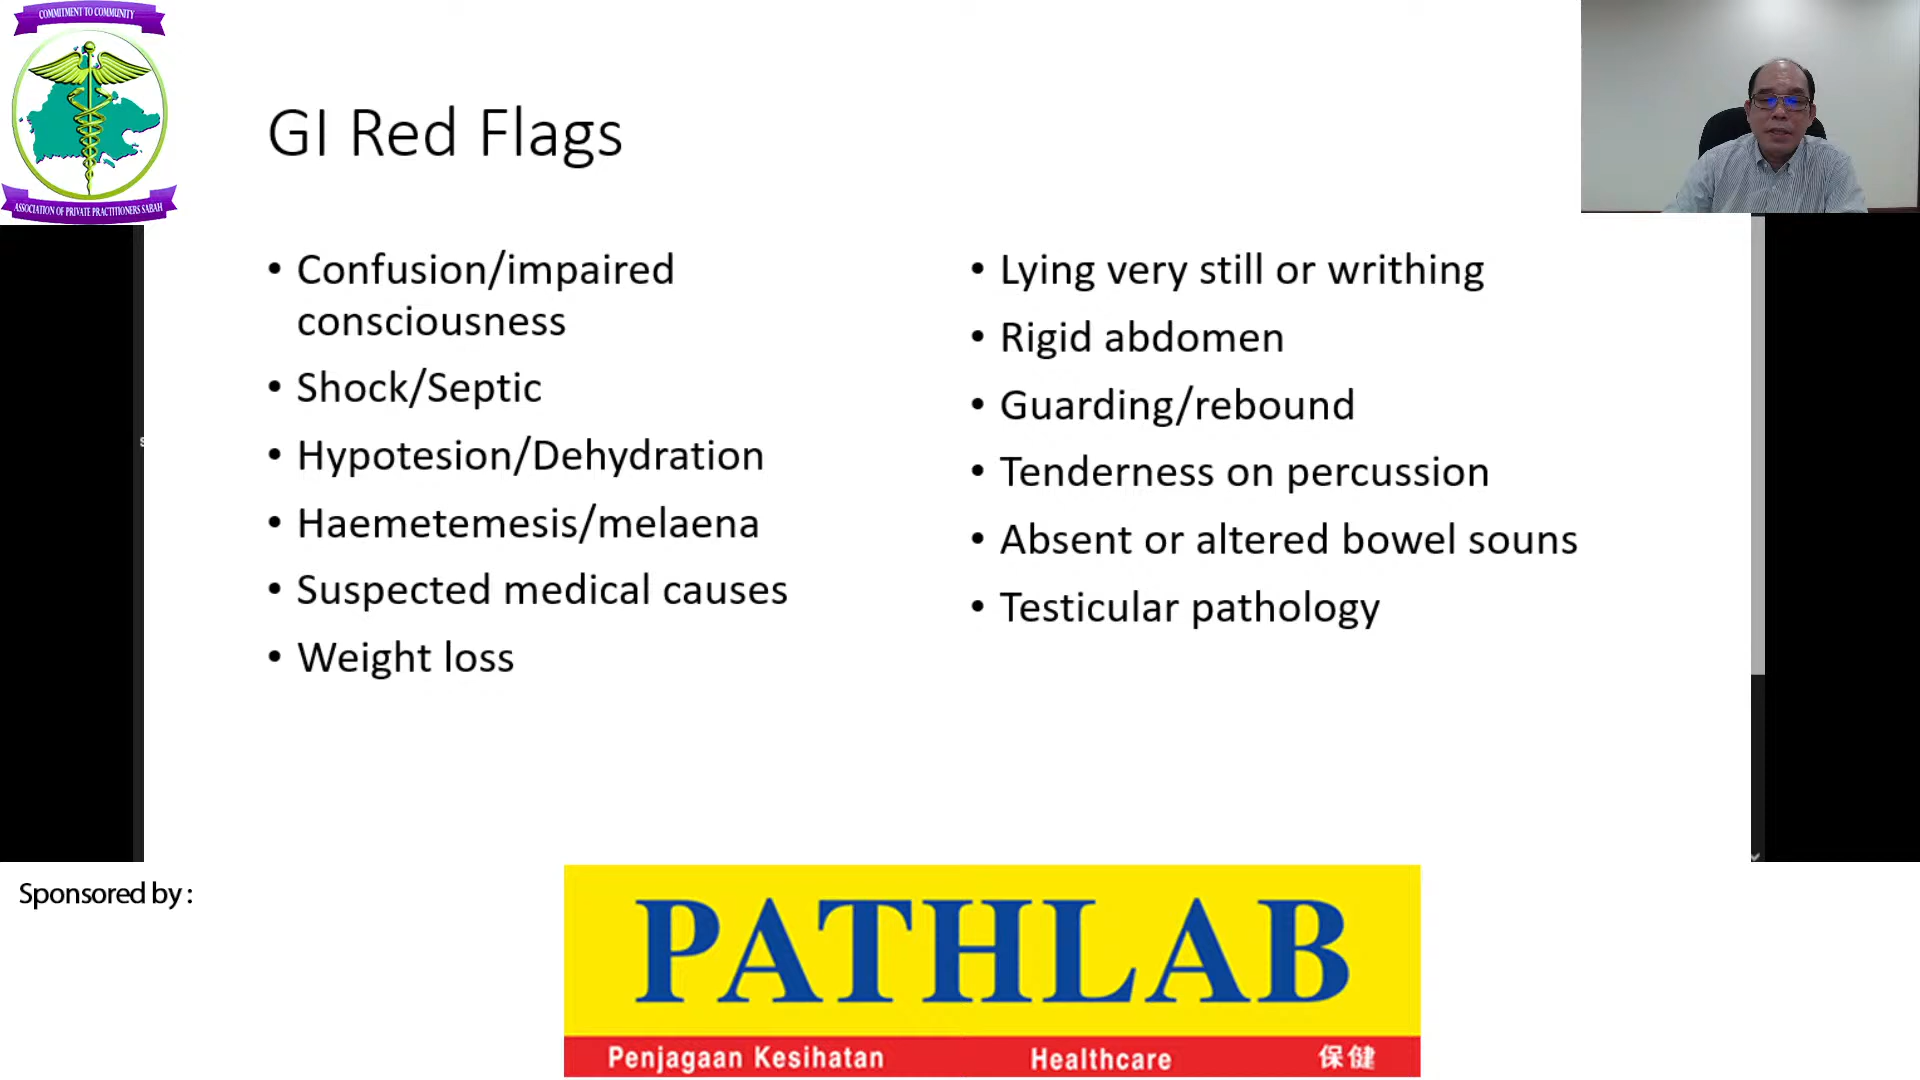 COMMITMENT TO COMMUNITY
ASSOCIATION OF PRIVATE PRACTITIONERS SABAH
GI Red Flags
• Confusion/impaired
consciousness
• Shock/Septic
• Hypotesion/Dehydration
• Haemetemesis/melaena
• Suspected medical causes
• Weight loss
• Lying very still or writhing
• Rigid abdomen
• Guarding/rebound
• Tenderness on percussion
• Absent or altered bowel souns
• Testicular pathology
Sponsored by :
PATHLAB
Penjagaan Kesihatan Healthcare 保健